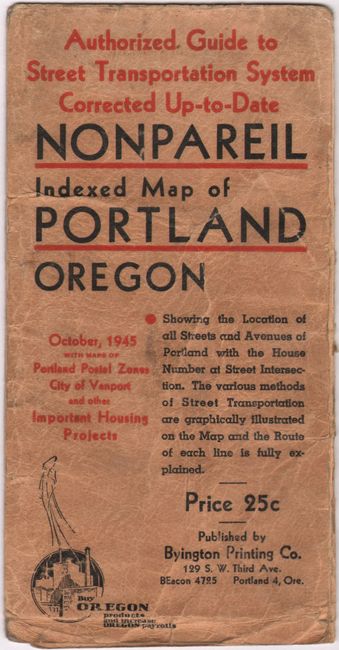 Authorized Guide to
Street Transportation System
Corrected Up-to-Date
NONPAREIL
Indexed Map of
PORTLAND
OREGON
October, 1945
WITH MAPS OF
Portland Postal Zones
City of Vanport
and other
Important Housing
Projects
Showing the Location of
all Streets and Avenues of
Portland with the House
Number at Street Intersec-
tion. The various methods
of Street Transportation
are graphically illustrated
on the Map and the Route
of each line is fully ex-
plained.
Price 25c
Published by
Byington Printing Co.
129 S. W. Third Ave.
BEacon 4725 Portland 4, Ore.
Buy
OREGON
products
and increase
OREGON payrolls